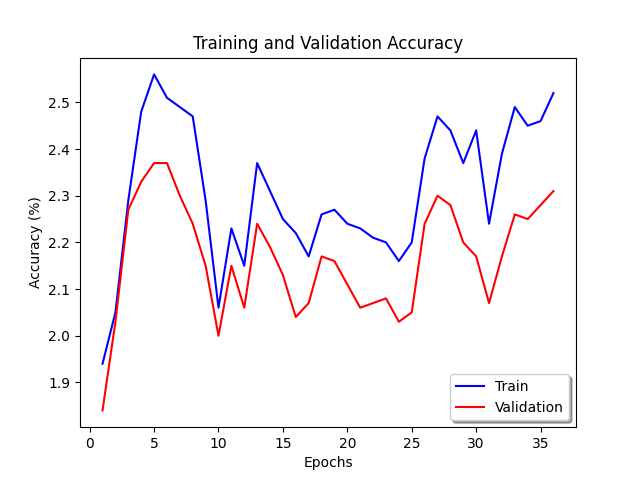 Training and Validation Accuracy
Accuracy (%)
2.5
2.4
2.3
2.2
2.1
2.0
1.9
Train
Validation
0 5 10 15 20 25 30 35
Epochs